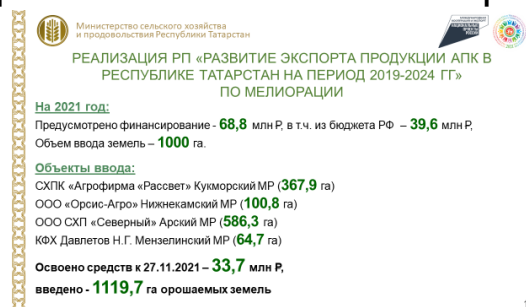 Министерство сельского хозяйства
и продовольствия Республики Татарстан
РЕАЛИЗАЦИЯ РП «РАЗВИТИЕ ЭКСПОРТА ПРОДУКЦИИ АПК В
РЕСПУБЛИКЕ ТАТАРСТАН НА ПЕРИОД 2019-2024 ГГ»
ПО МЕЛИОРАЦИИ
На 2021 год:
Предусмотрено финансирование - 68,8 млн Р, в т.ч. из бюджета РФ – 39,6 млн Р,
Объем ввода земель – 1000 га.
Объекты ввода:
СХПК «Агрофирма «Рассвет» Кукморский МР (367,9 га)
ООО «Орсис-Агро» Нижнекамский МР (100,8 га)
ООО СХП «Северный» Арский МР (586,3 га)
КФХ Давлетов Н.Г. Мензелинский МР (64,7 га)
Освоено средств к 27.11.2021 – 33,7 млн Р,
введено - 1119,7 га орошаемых земель